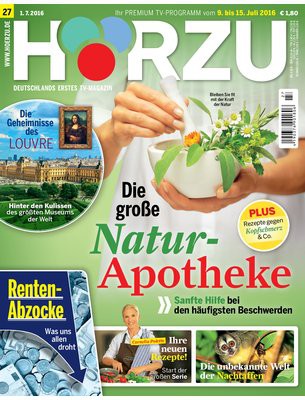 27
1.7.2016
Ihr PREMIUM TV-PROGRAMM vom 9. bis 15. Juli 2016
€ 1,80
WWW.HOERZU.DE
HÖRZU
DEUTSCHLANDS ERSTES TV-MAGAZIN
Bleiben Sie fit
mit der Kraft
der Natur
Die
Geheimnisse
des
LOUVRE
Hinter den Kulissen
des größten Museums
der Welt
Die
große
Natur-
Apotheke
Sanfte Hilfe bei
den häufigsten Beschwerden
PLUS
Rezepte gegen
Kopfschmerz
& Co.
Renten-
Abzocke
Was uns
allen
droht
Cornelia Poletto
Ihre
neuen
Rezepte!
Start der
großen Serie
Die unbekannte Welt
der Nachtaffen